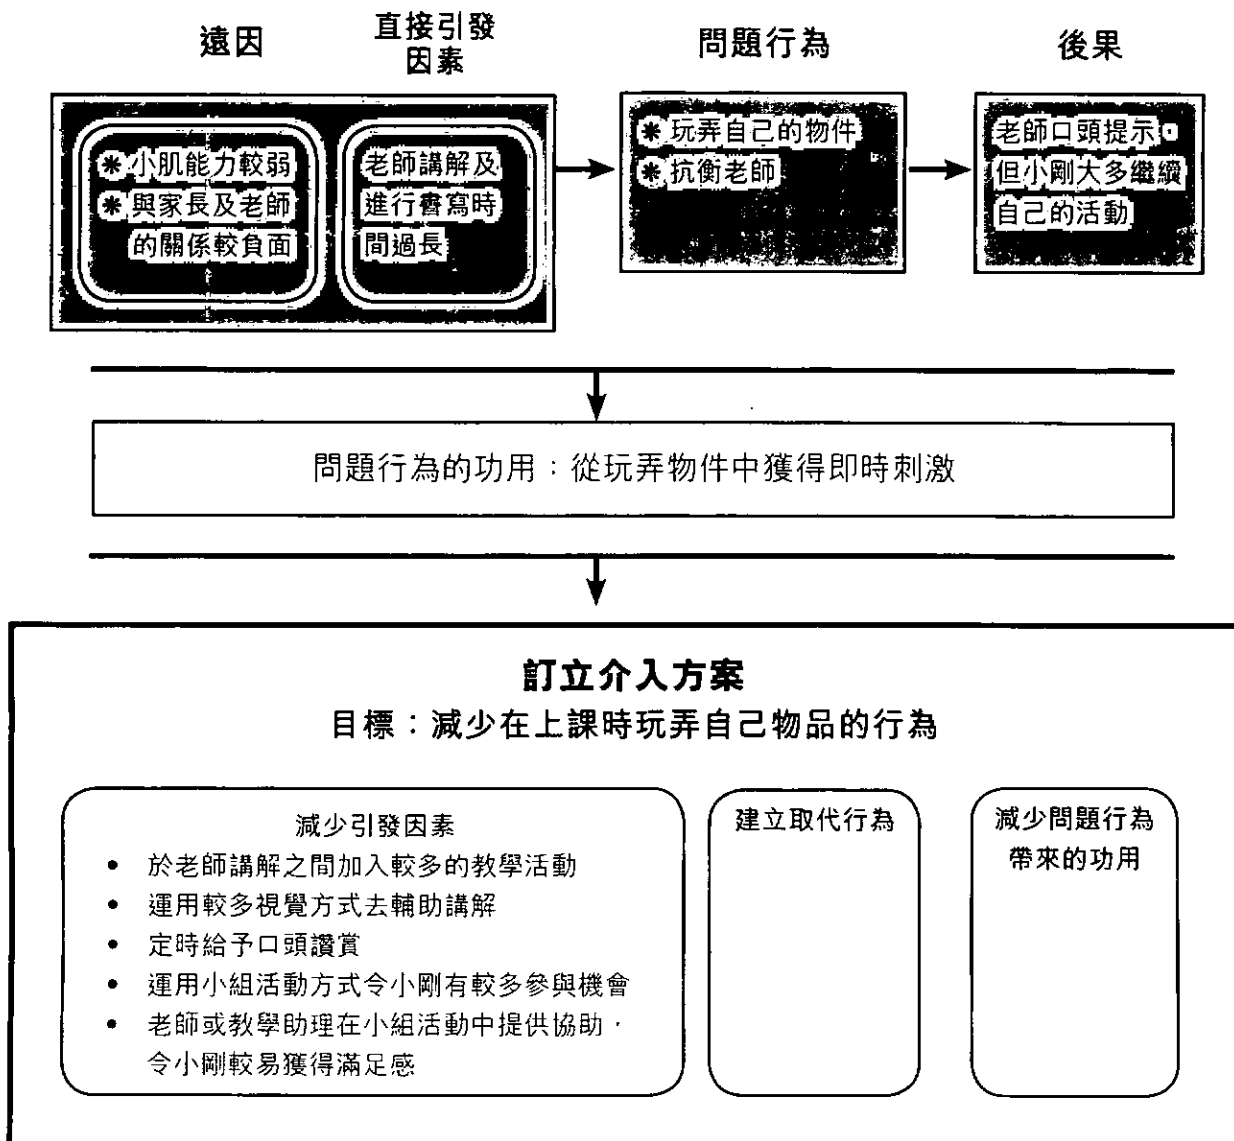 遠因
直接引發
因素
問題行為
後果
＊小肌能力較弱
＊與家長及老師
的關係較負面
老師講解及
進行書寫時
間過長
＊玩弄自己的物件
＊抗衡老師
老師口頭提示，
但小剛大多繼續
自己的活動
問題行為的功用：從玩弄物件中獲得即時刺激
訂立介入方案
目標：減少在上課時玩弄自己物品的行為
減少引發因素
• 於老師講解之間加入較多的教學活動
• 運用較多視覺方式去輔助講解
• 定時給予口頭讚賞
• 運用小組活動方式令小剛有較多參與機會
• 老師或教學助理在小組活動中提供協助，
令小剛較易獲得滿足感
建立取代行為
減少問題行為
帶來的功用